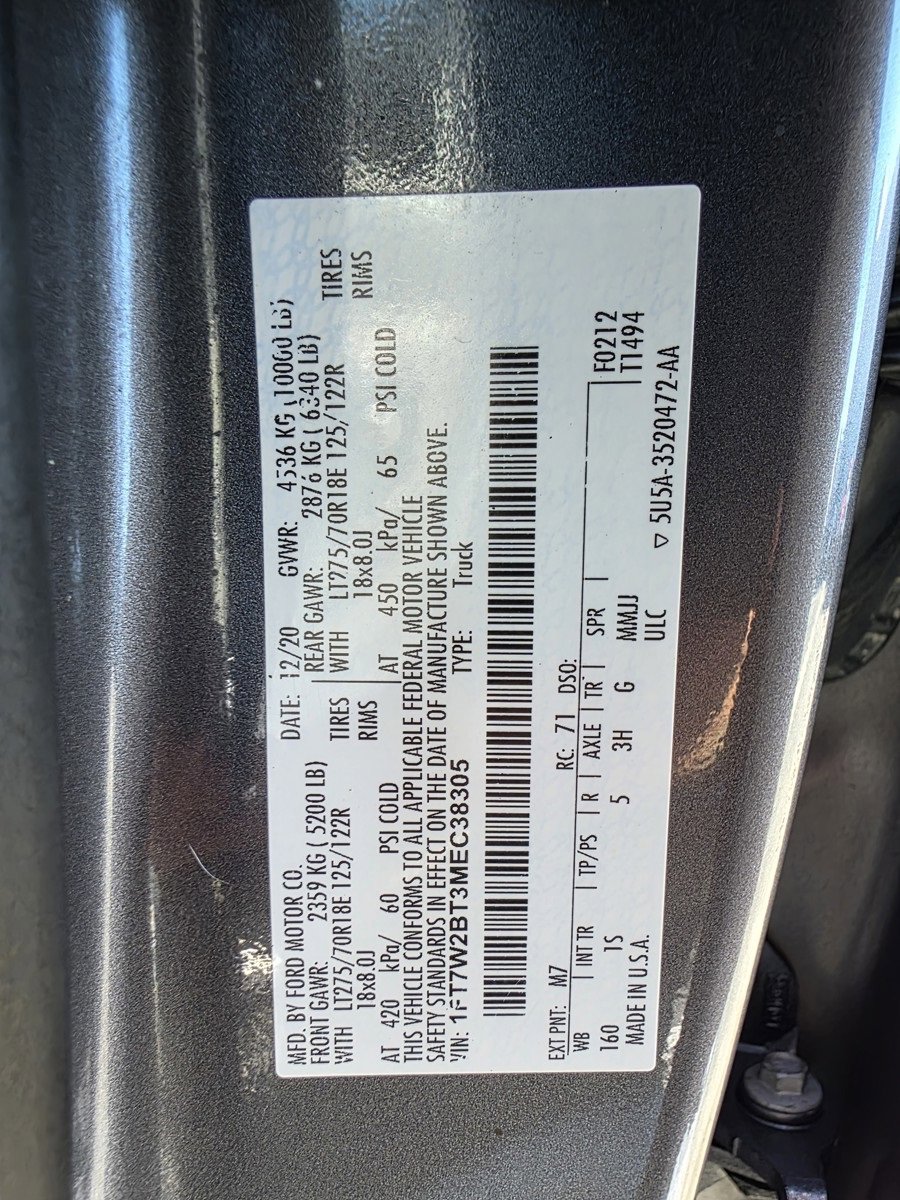 MFD. BY FORD MOTOR CO.
DATE: 12/20 GVWR: 4536 KG (10000 LB)
FRONT GAWR: 2359 KG ( 5200 LB) REAR GAWR: 2876 KG ( 6340 LB)
WITH LT275/70R18E 125/122R TIRES WITH LT275/70R18E 125/122R TIRES
18x8.0J RIMS 18x8.0J RIMS
AT 420 kPa/ 60 PSI COLD AT 450 kPa/ 65 PSI COLD
THIS VEHICLE CONFORMS TO ALL APPLICABLE FEDERAL MOTOR VEHICLE
SAFETY STANDARDS IN EFFECT ON THE DATE OF MANUFACTURE SHOWN ABOVE.
VIN: 1FT7W2BT3MEC38305 TYPE: Truck
EXT PNT: M7 RC: 71 DSO:
WB INT TR TP/PS R AXLE TR SPR F0212
160 1S 5 3H G MMJJ T1494
MADE IN U.S.A. ULC ▽ 5U5A-3520472-AA